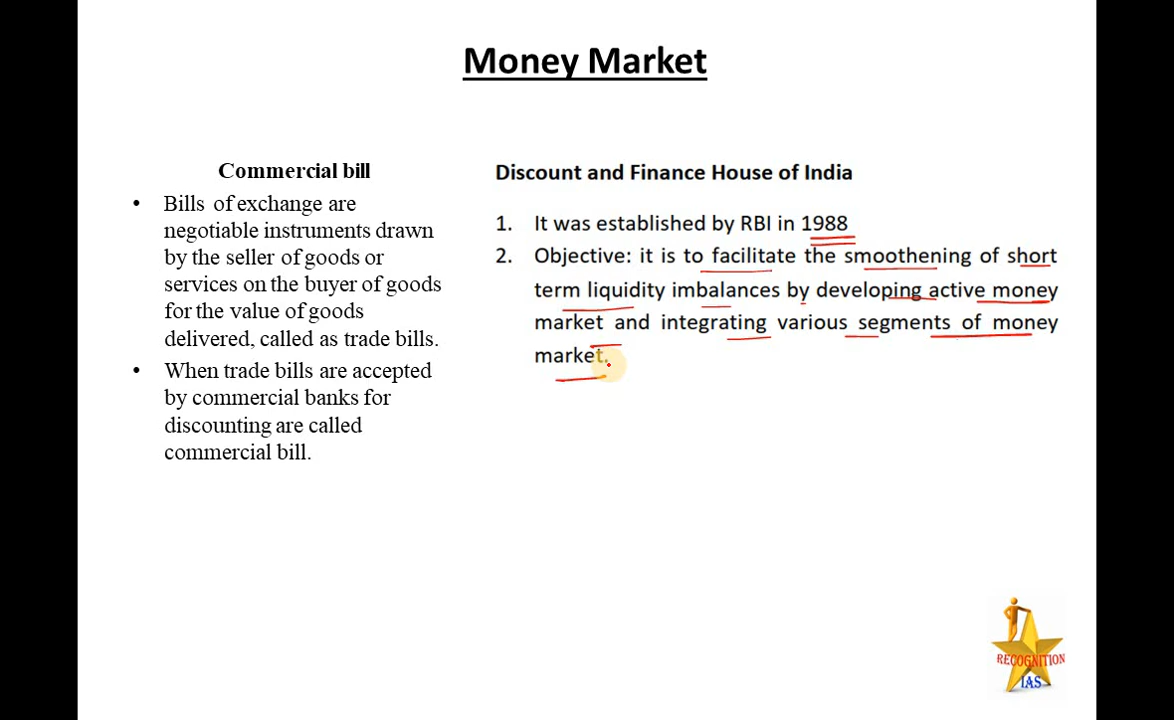 Money Market
Commercial bill
• Bills of exchange are
negotiable instruments drawn
by the seller of goods or
services on the buyer of goods
for the value of goods
delivered, called as trade bills.
• When trade bills are accepted
by commercial banks for
discounting are called
commercial bill.
Discount and Finance House of India
1. It was established by RBI in 1988
2. Objective: it is to facilitate the smoothening of short
term liquidity imbalances by developing active money
market and integrating various segments of money
market.
RECOGNITION
IAS